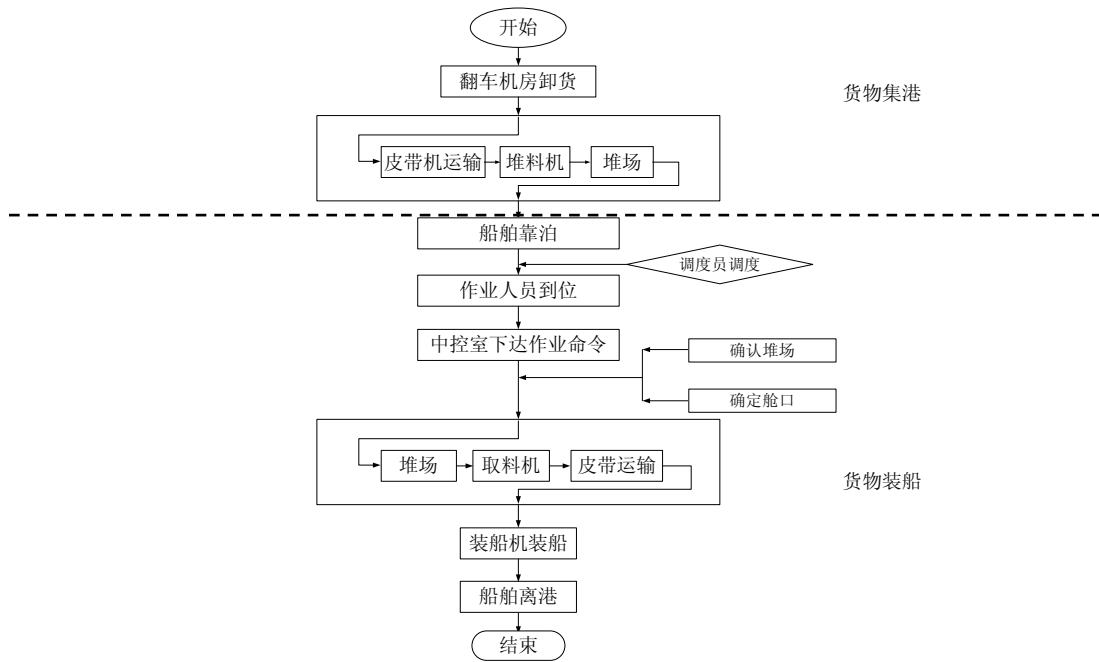 开始
翻车机房卸货
货物集港
皮带机运输
堆料机
堆场
船舶靠泊
调度员调度
作业人员到位
中控室下达作业命令
确认堆场
确定舱口
堆场
取料机
皮带运输
货物装船
装船机装船
船舶离港
结束